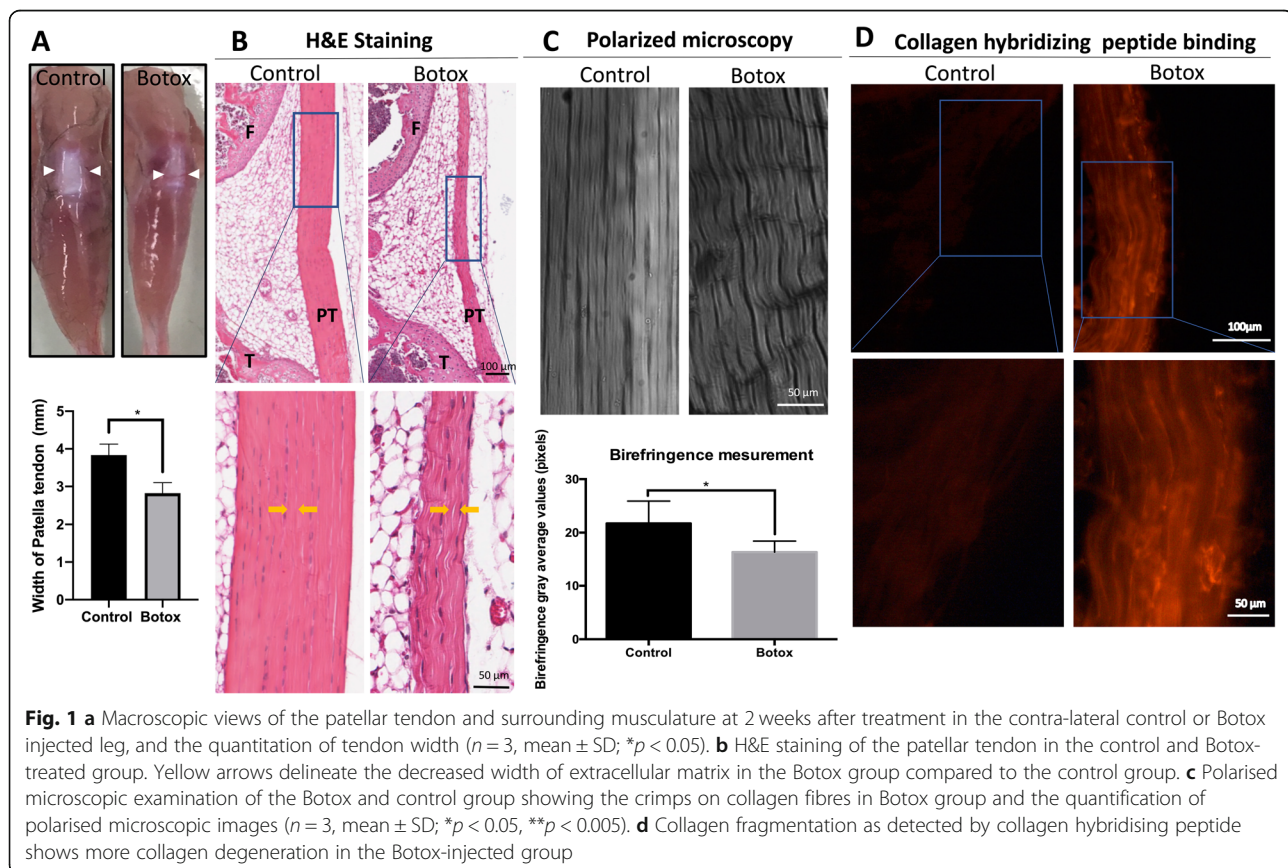 A
Control
Botox
Width of Patella tendon (mm)
5
4
3
2
1
0
*
Control Botox
B
H&E Staining
Control
Botox
F
PT
T
F
PT
T
100 µm
50 µm
C
Polarized microscopy
Control
Botox
50 µm
Birefringence mesurement
Birefringence gray average values (pixels)
30
20
10
0
*
Control
Botox
D
Collagen hybridizing peptide binding
Control
Botox
100µm
50 µm
Fig. 1 a Macroscopic views of the patellar tendon and surrounding musculature at 2 weeks after treatment in the contra-lateral control or Botox
injected leg, and the quantitation of tendon width (n = 3, mean ± SD; *p < 0.05). b H&E staining of the patellar tendon in the control and Botox-
treated group. Yellow arrows delineate the decreased width of extracellular matrix in the Botox group compared to the control group. c Polarised
microscopic examination of the Botox and control group showing the crimps on collagen fibres in Botox group and the quantification of
polarised microscopic images (n = 3, mean ± SD; *p < 0.05, **p < 0.005). d Collagen fragmentation as detected by collagen hybridising peptide
shows more collagen degeneration in the Botox-injected group